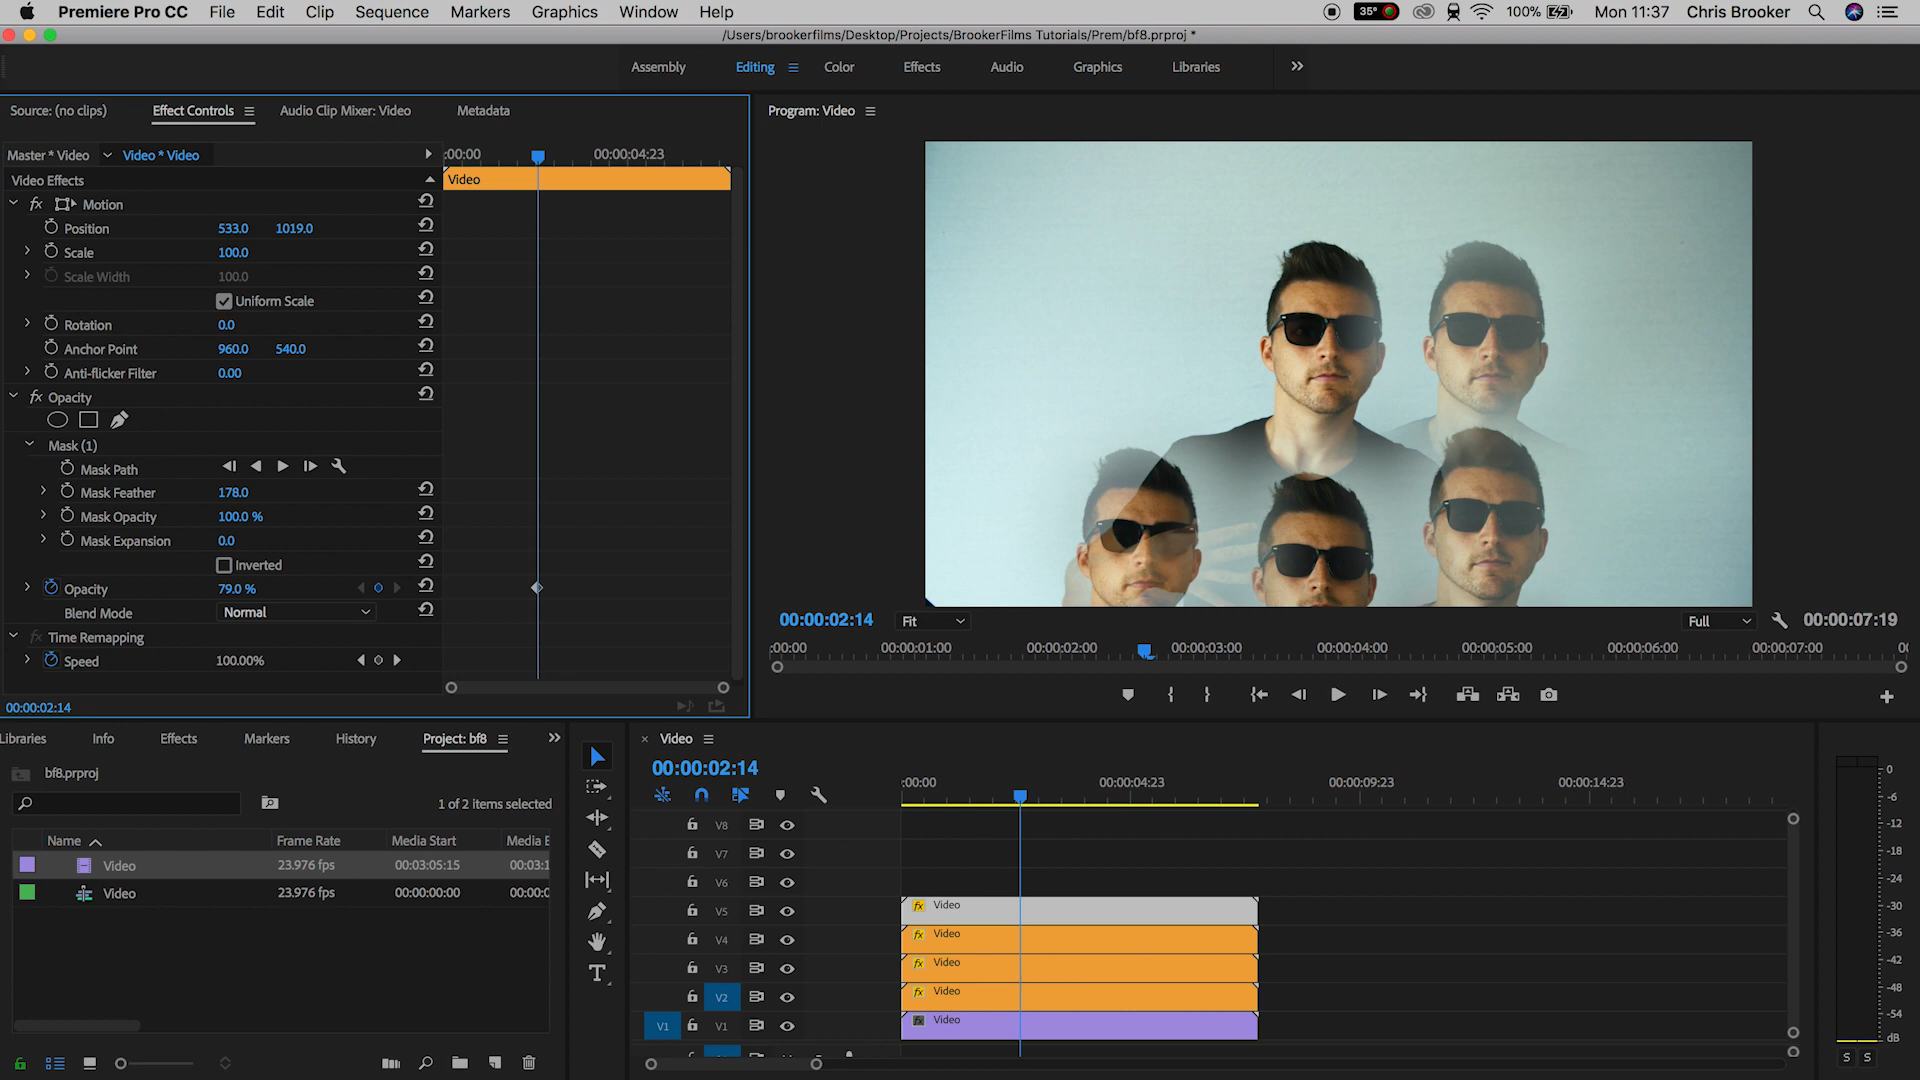 Premiere Pro CC File Edit Clip Sequence Markers Graphics Window Help 35° 100% Mon 11:37 Chris Brooker
/Users/brookerfilms/Desktop/Projects/BrookerFilms Tutorials/Prem/bf8.prproj *
Assembly Editing Color Effects Audio Graphics Libraries
Source: (no clips) Effect Controls Audio Clip Mixer: Video Metadata
Program: Video
Master * Video Video * Video :00:00 00:00:04:23
Video Effects Video
fx Motion
Position 533.0 1019.0
Scale 100.0
Scale Width 100.0
Uniform Scale
Rotation 0.0
Anchor Point 960.0 540.0
Anti-flicker Filter 0.00
fx Opacity
Mask (1)
Mask Path
Mask Feather 178.0
Mask Opacity 100.0 %
Mask Expansion 0.0
Inverted
Opacity 79.0 %
Blend Mode Normal
fx Time Remapping
Speed 100.00%
00:00:02:14
00:00:02:14 Fit Full 00:00:07:19
:00:00 00:00:01:00 00:00:02:00 00:00:03:00 00:00:04:00 00:00:05:00 00:00:06:00 00:00:07:00
Libraries Info Effects Markers History Project: bf8
bf8.prproj
1 of 2 items selected
Name Frame Rate Media Start Media E
Video 23.976 fps 00:03:05:15 00:03:1
Video 23.976 fps 00:00:00:00 00:00:0
Video
00:00:02:14
:00:00 00:00:04:23 00:00:09:23 00:00:14:23
V8
V7
V6
V5 fx Video
V4 fx Video
V3 fx Video
V2 fx Video
V1 V1 fx Video
0
-6
-12
-18
-24
-30
-36
-42
-48
-54
dB
S S